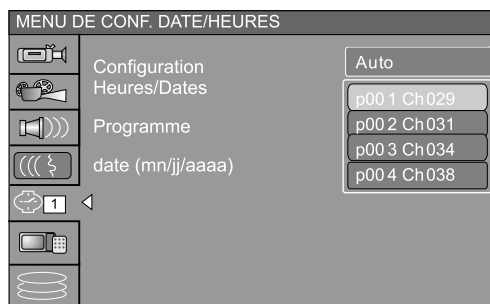 MENU DE CONF. DATE/HEURES
Configuration
Heures/Dates
Programme
date (mn/jj/aaaa)
Auto
p00 1 Ch029
p00 2 Ch031
p00 3 Ch034
p00 4 Ch038
1